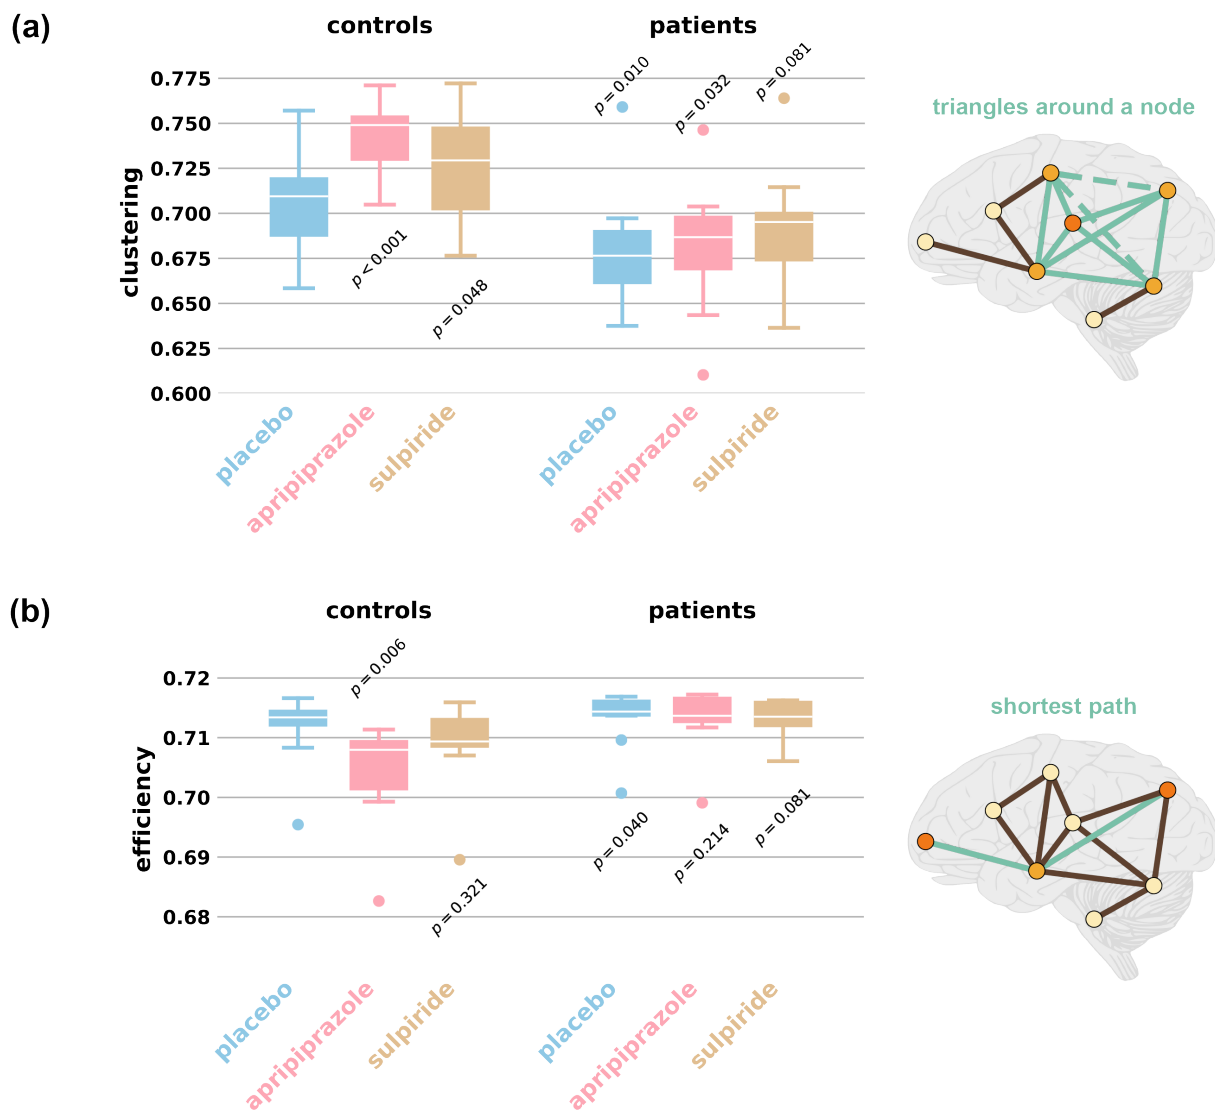 (a)
controls
patients
clustering
0.775
0.750
0.725
0.700
0.675
0.650
0.625
0.600
p < 0.001
p = 0.048
p = 0.010
p = 0.032
p = 0.081
placebo
apripiprazole
sulpiride
placebo
apripiprazole
sulpiride
triangles around a node
(b)
controls
patients
efficiency
0.72
0.71
0.70
0.69
0.68
p = 0.006
p = 0.321
p = 0.040
p = 0.214
p = 0.081
placebo
apripiprazole
sulpiride
placebo
apripiprazole
sulpiride
shortest path